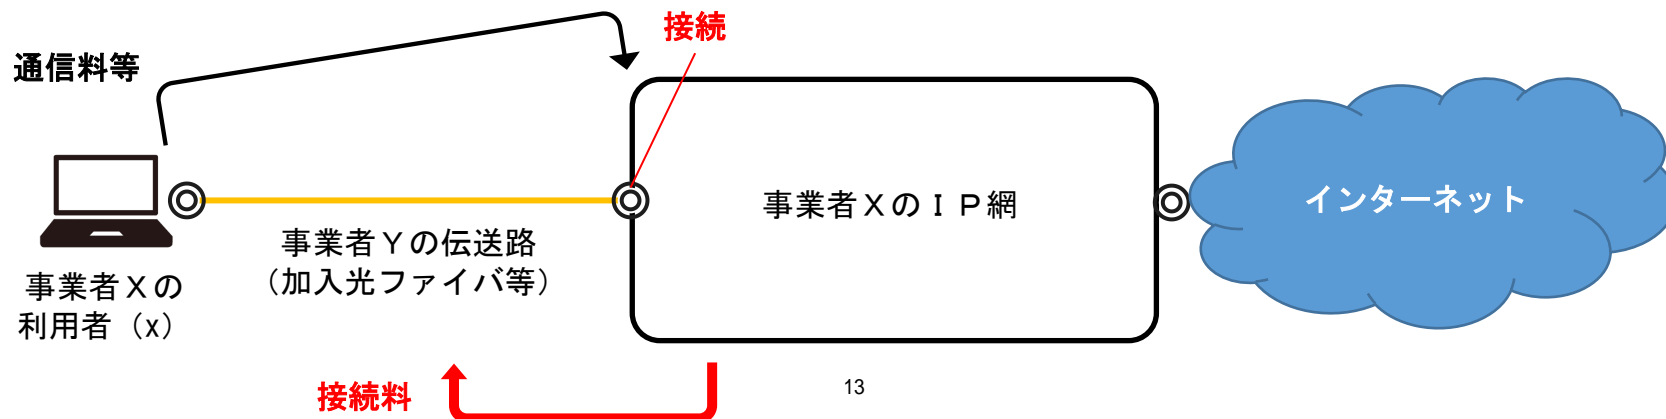 接続
通信料等
事業者XのIP網
インターネット
事業者Yの伝送路
（加入光ファイバ等）
事業者Xの
利用者（x）
接続料
13